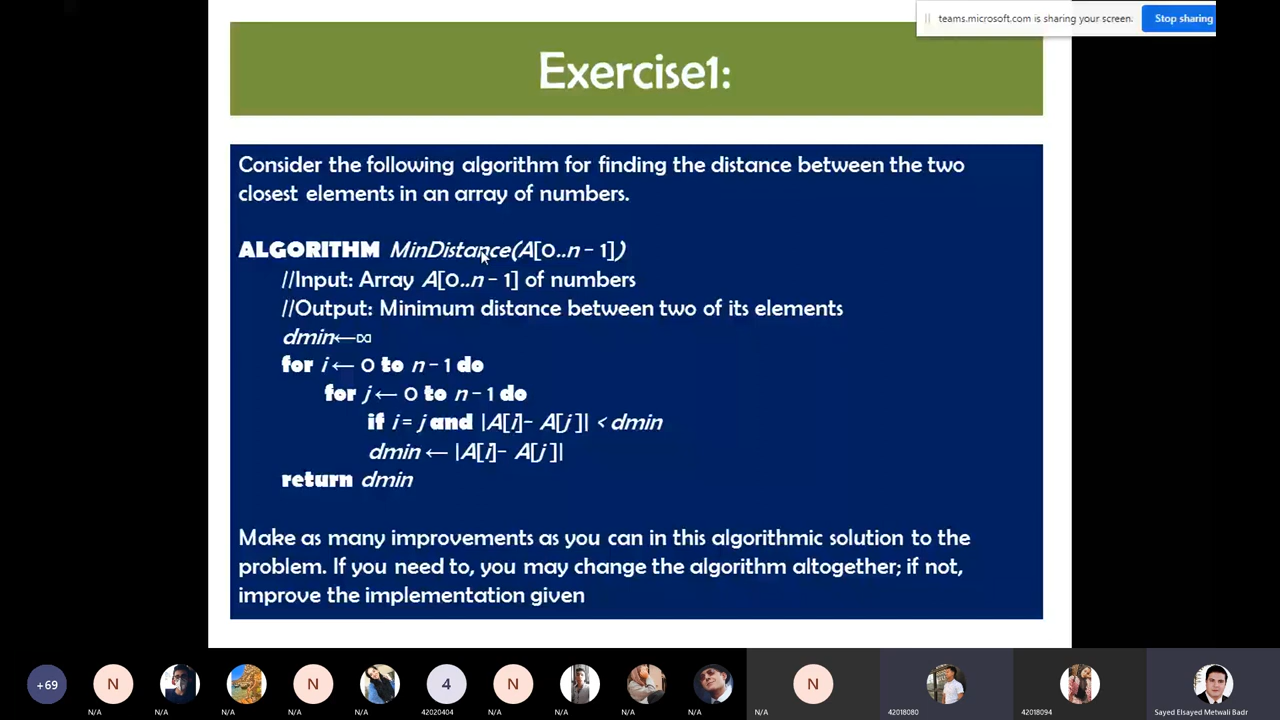 teams.microsoft.com is sharing your screen.
Stop sharing
Exercise1:
Consider the following algorithm for finding the distance between the two
closest elements in an array of numbers.
ALGORITHM MinDistance(A[0..n − 1])
//Input: Array A[0..n − 1] of numbers
//Output: Minimum distance between two of its elements
dmin←∞
for i ← 0 to n − 1 do
for j ← 0 to n − 1 do
if i = j and |A[i]− A[j ]| < dmin
dmin ← |A[i]− A[j ]|
return dmin
Make as many improvements as you can in this algorithmic solution to the
problem. If you need to, you may change the algorithm altogether; if not,
improve the implementation given
+69 N N 4 N N
N/A N/A N/A N/A N/A 42020404 N/A N/A N/A N/A N/A 42018080 42018094 Sayed Elsayed Metwali Badr